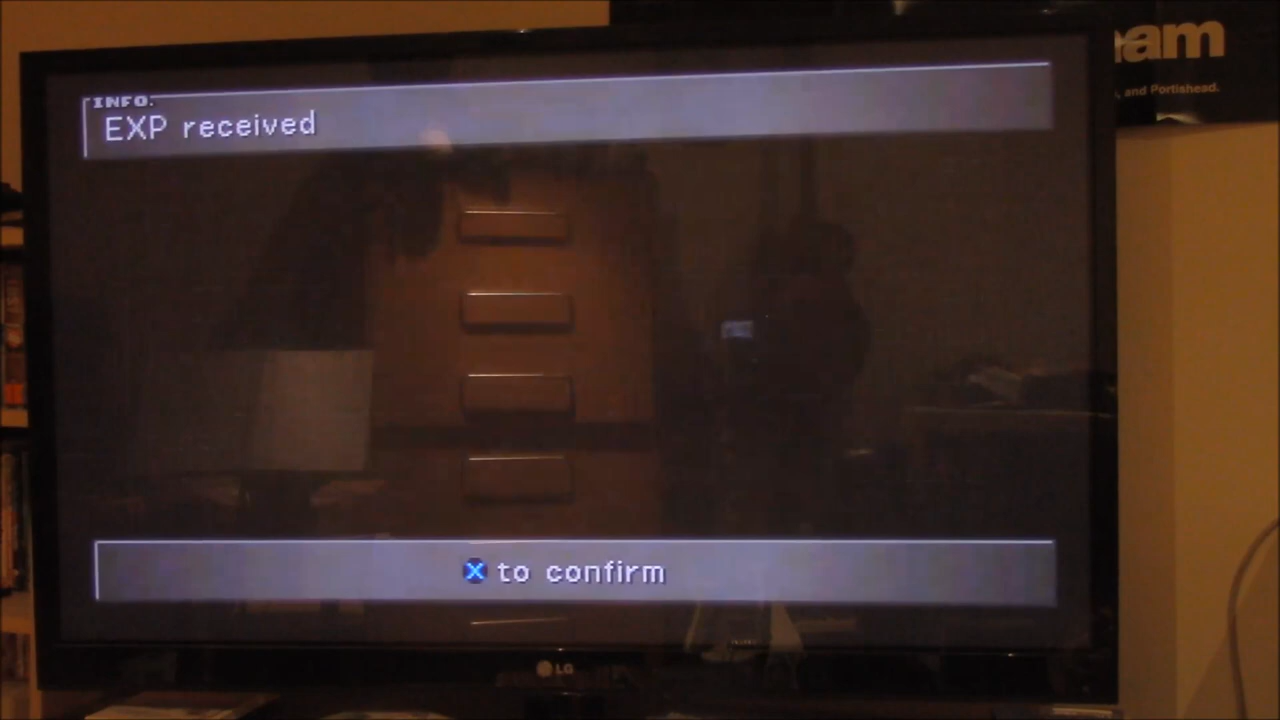 am
, and Portishead.
INFO.
EXP received
X to confirm
LG